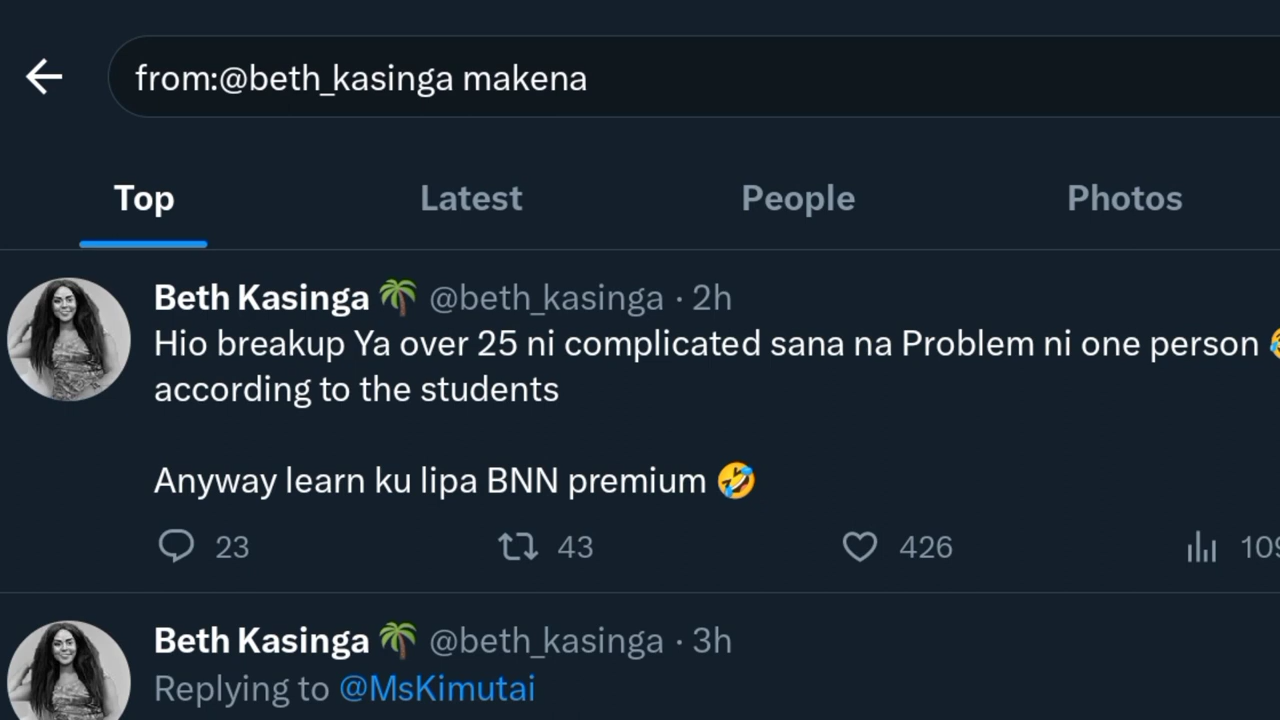 from:@beth_kasinga makena
Top Latest People Photos
Beth Kasinga 🌴 @beth_kasinga · 2h
Hio breakup Ya over 25 ni complicated sana na Problem ni one person 🤣
according to the students
Anyway learn ku lipa BNN premium 🤣
23 43 426
Beth Kasinga 🌴 @beth_kasinga · 3h
Replying to @MsKimutai